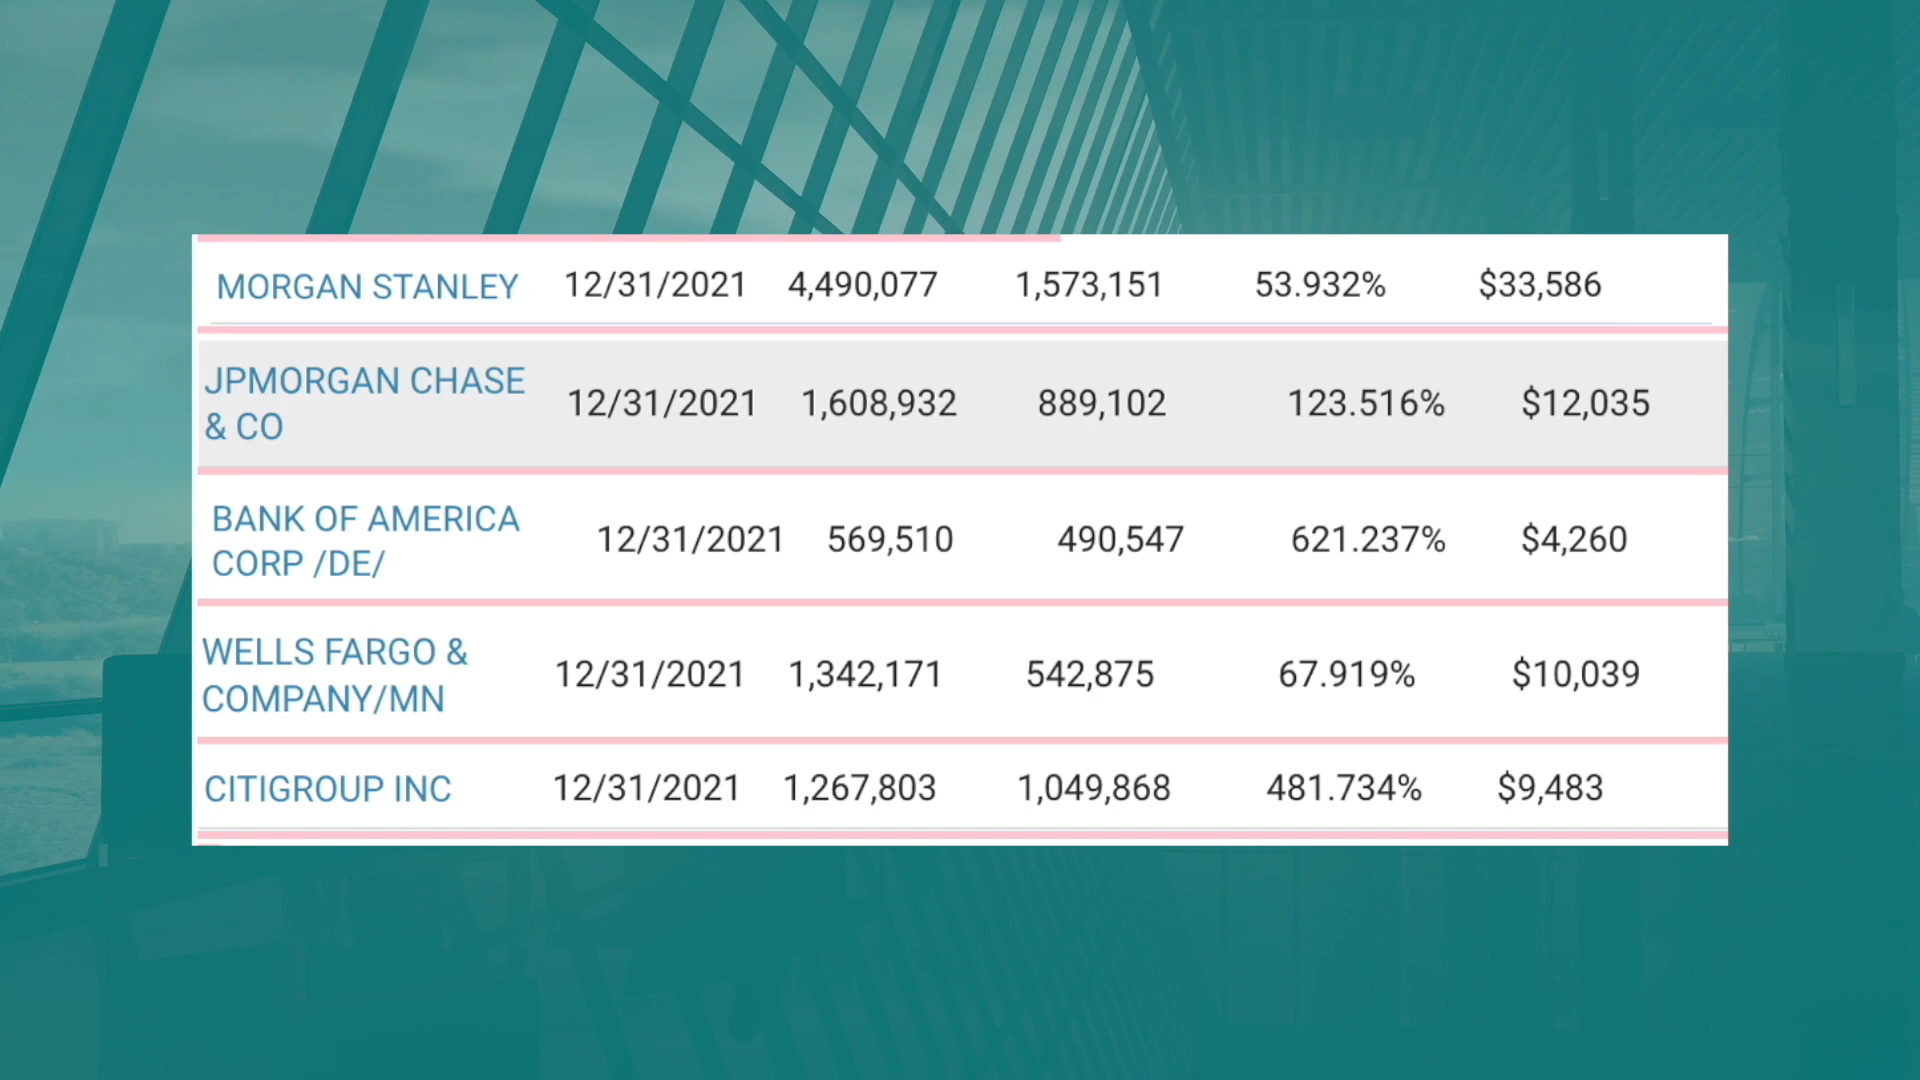 MORGAN STANLEY 12/31/2021 4,490,077 1,573,151 53.932% $33,586
JPMORGAN CHASE
& CO 12/31/2021 1,608,932 889,102 123.516% $12,035
BANK OF AMERICA
CORP /DE/ 12/31/2021 569,510 490,547 621.237% $4,260
WELLS FARGO &
COMPANY/MN 12/31/2021 1,342,171 542,875 67.919% $10,039
CITIGROUP INC 12/31/2021 1,267,803 1,049,868 481.734% $9,483